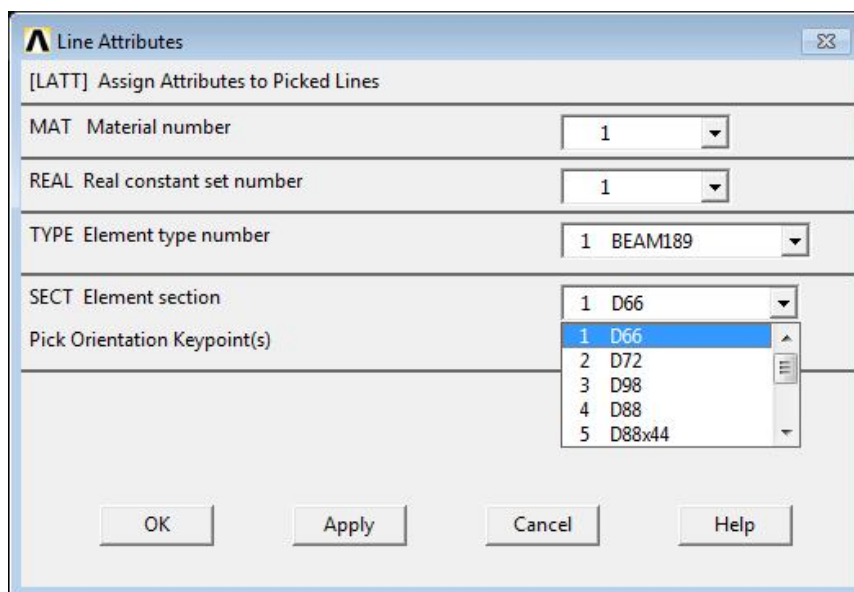 Line Attributes
[LATT] Assign Attributes to Picked Lines
MAT Material number 1
REAL Real constant set number 1
TYPE Element type number 1 BEAM189
SECT Element section 1 D66
Pick Orientation Keypoint(s)
1 D66
2 D72
3 D98
4 D88
5 D88x44
OK Apply Cancel Help